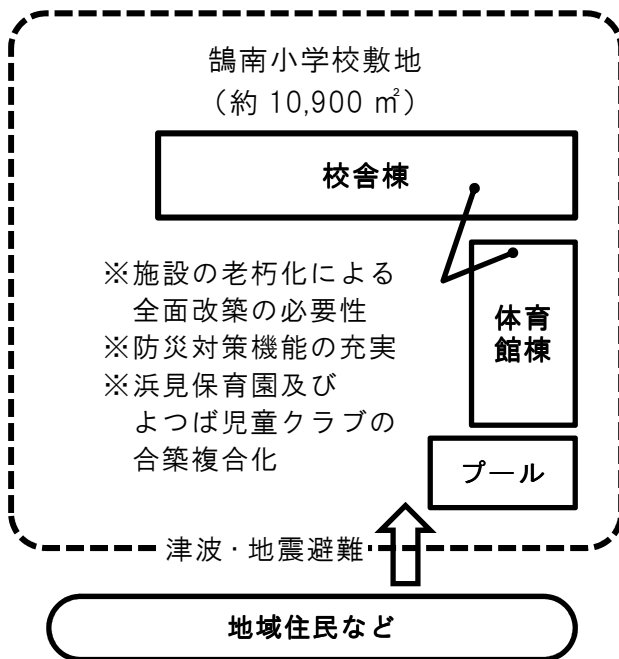 鵠南小学校敷地
（約 10,900 ㎡）
校舎棟
※施設の老朽化による
全面改築の必要性
※防災対策機能の充実
※浜見保育園及び
よつば児童クラブの
合築複合化
体育
館棟
プール
津波・地震避難
地域住民など